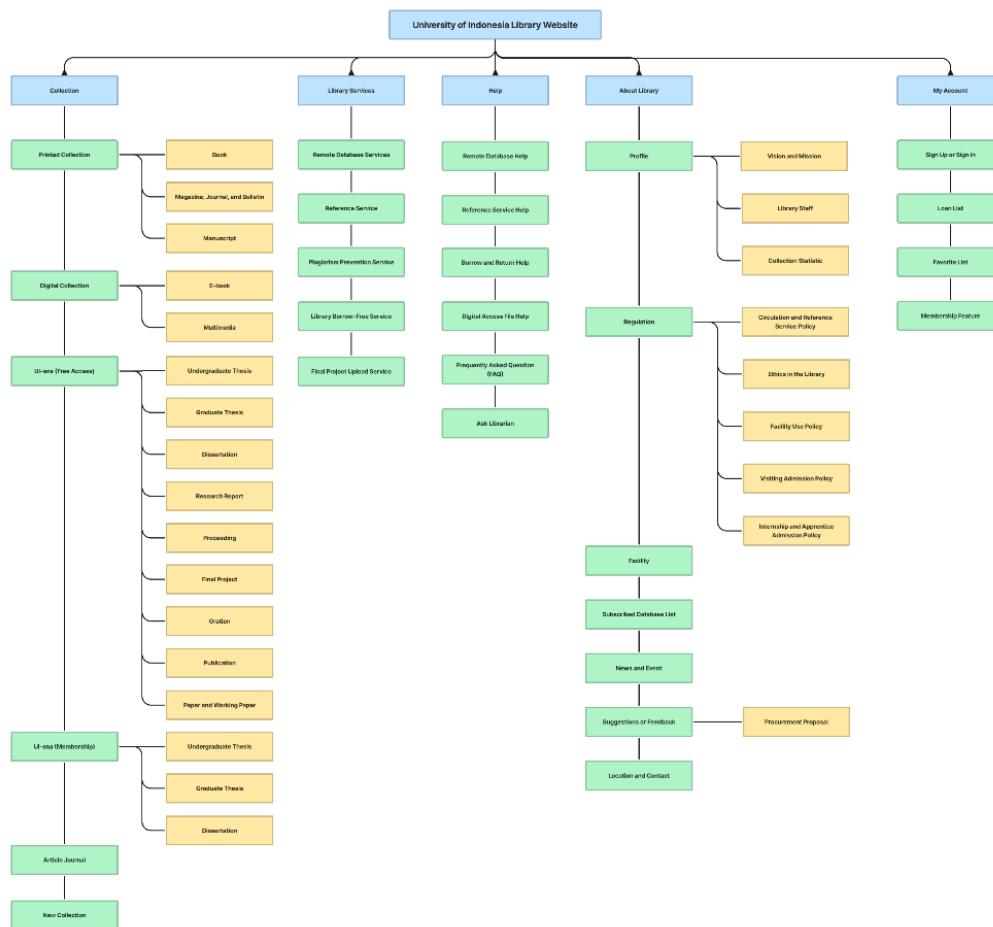 University of Indonesia Library Website
Collection
Library Services
Help
About Library
My Account
Printed Collection
Book
Magazine, Journal, and Bulletin
Manuscript
Digital Collection
E-book
Multimedia
UI-ana (Free Access)
Undergraduate Thesis
Graduate Thesis
Dissertation
Research Report
Proceeding
Final Project
Oration
Publication
Paper and Working Paper
UI-ana (Membership)
Undergraduate Thesis
Graduate Thesis
Dissertation
Article Journal
New Collection
Remote Database Services
Reference Service
Plagiarism Prevention Service
Library Borrow-Free Service
Final Project Upload Service
Remote Database Help
Reference Service Help
Borrow and Return Help
Digital Access File Help
Frequently Asked Question
(FAQ)
Ask Librarian
Profile
Vision and Mission
Library Staff
Collection Statistic
Regulation
Circulation and Reference
Service Policy
Ethics in the Library
Facility Use Policy
Visiting Admission Policy
Internship and Apprentice
Admission Policy
Facility
Subscribed Database List
News and Event
Suggestions or Feedback
Procurement Proposal
Location and Contact
Sign Up or Sign in
Loan List
Favorite List
Membership Feature